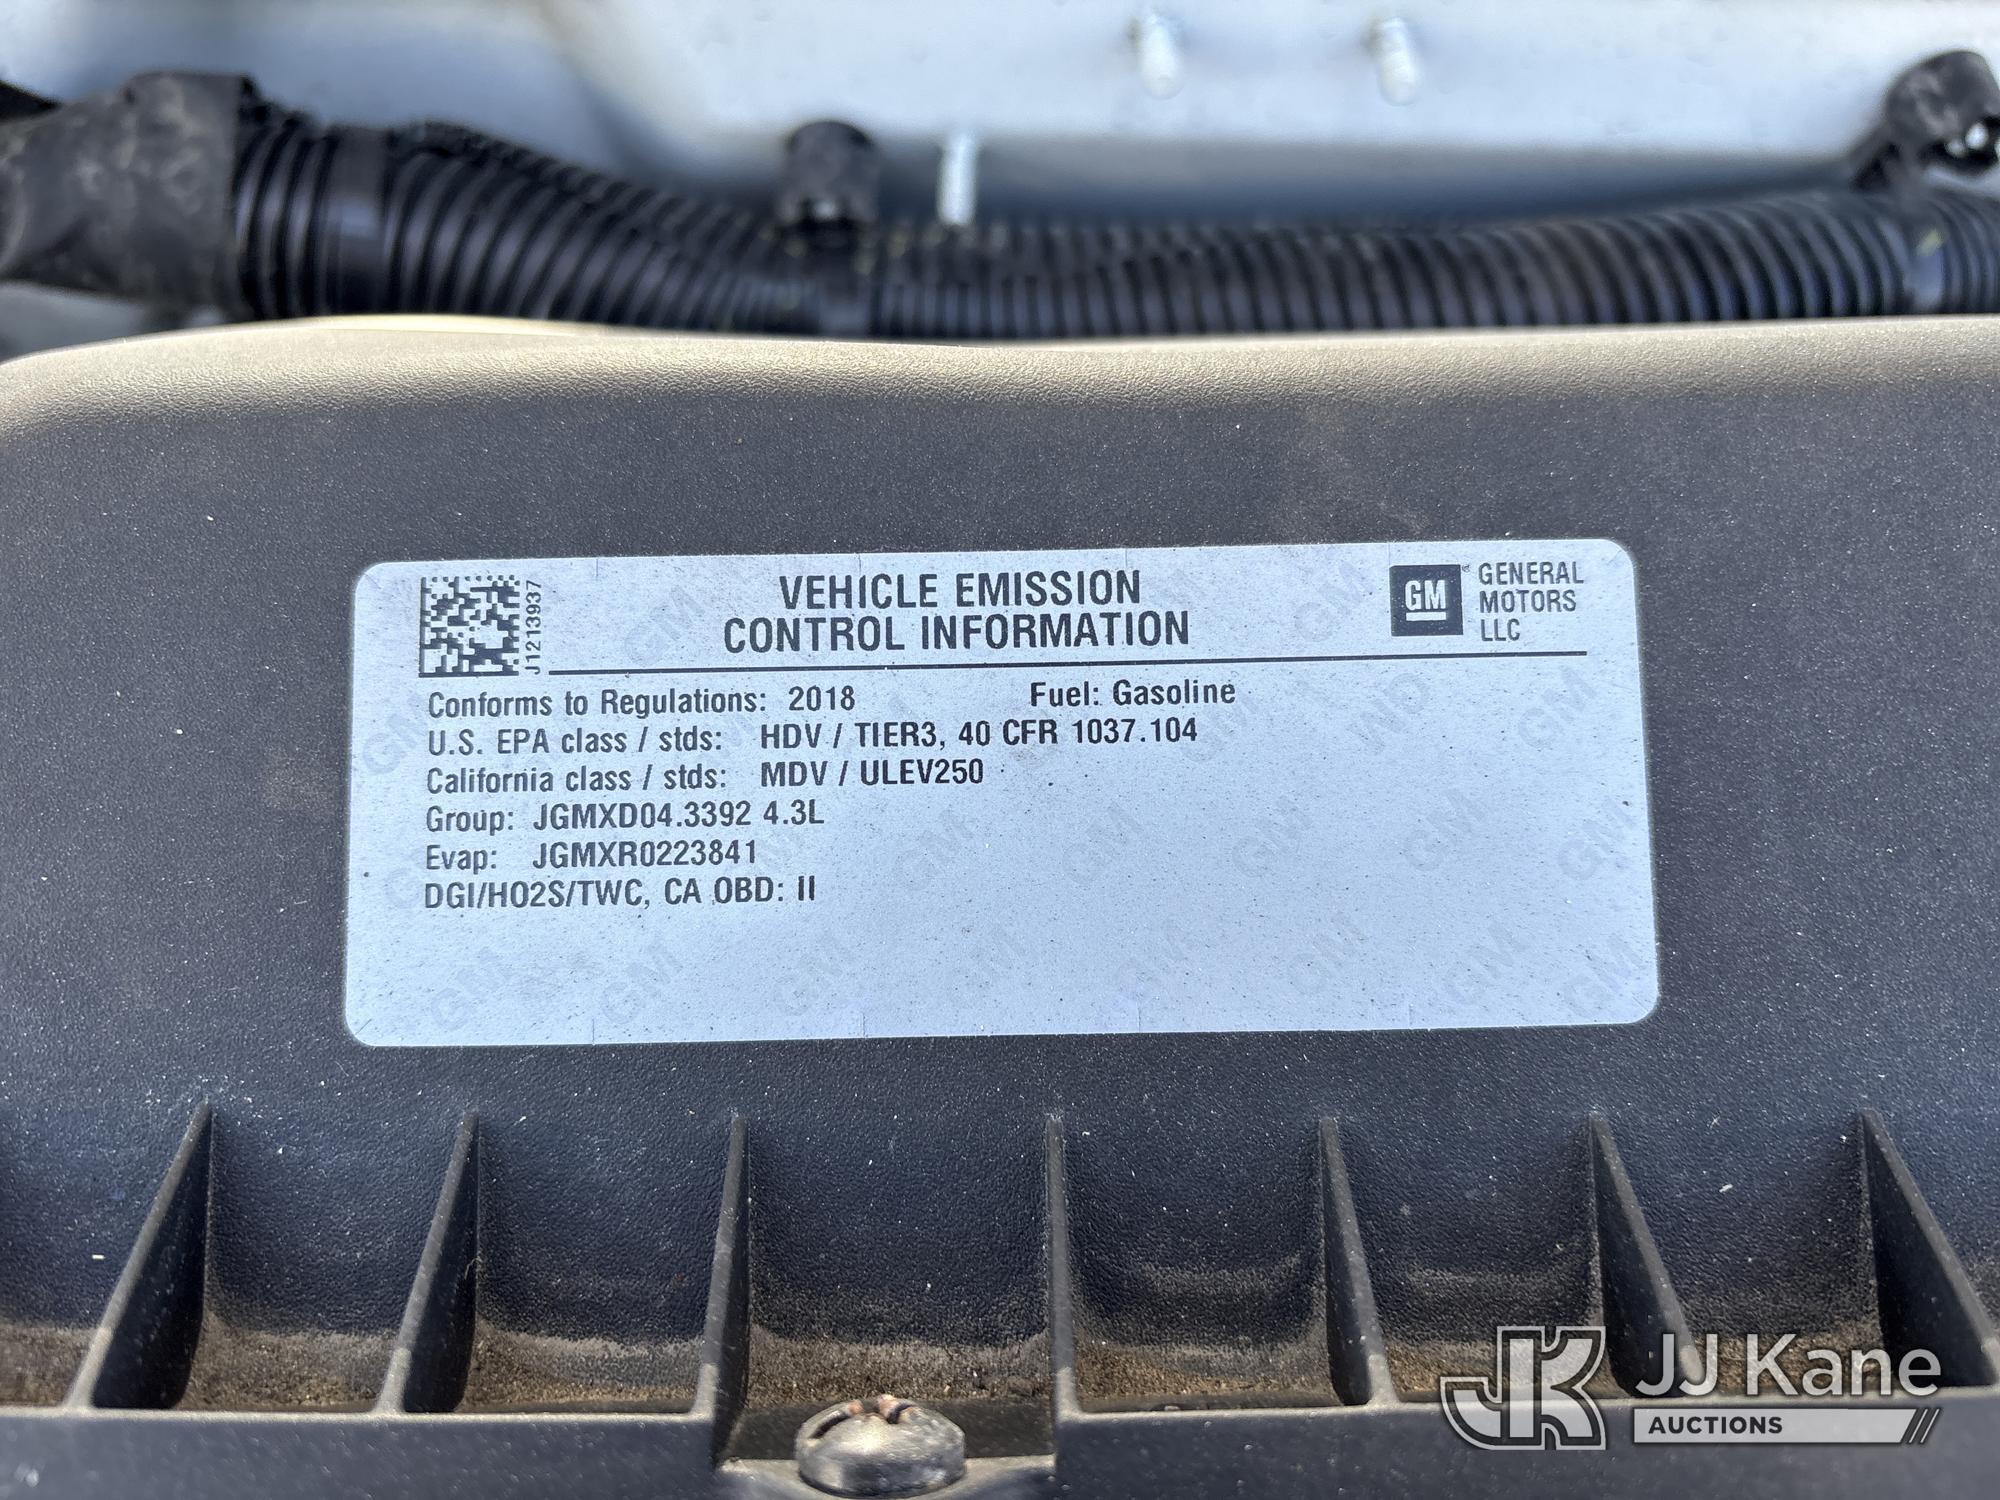 J1213937
VEHICLE EMISSION
CONTROL INFORMATION
GM
GENERAL
MOTORS
LLC
Conforms to Regulations: 2018 Fuel: Gasoline
U.S. EPA class / stds: HDV / TIER3, 40 CFR 1037.104
California class / stds: MDV / ULEV250
Group: JGMXD04.3392 4.3L
Evap: JGMXR0223841
DGI/HO2S/TWC, CA OBD: II
JK JJ Kane
AUCTIONS